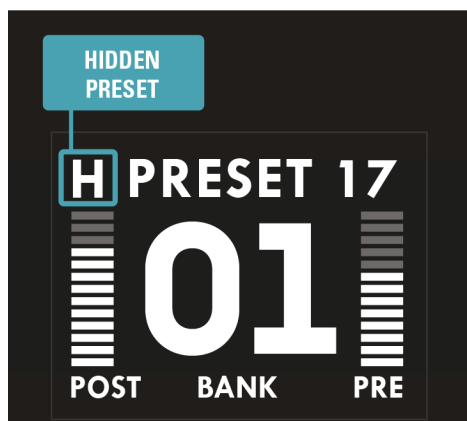 HIDDEN
PRESET
H PRESET 17
01
POST BANK PRE